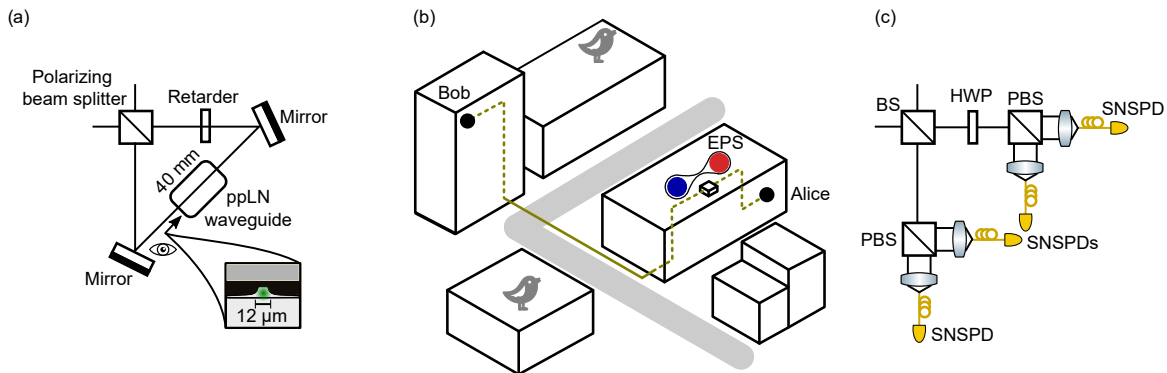 (a)
Polarizing
beam splitter
Retarder
Mirror
40 mm
ppLN
waveguide
Mirror
12 µm
(b)
Bob
EPS
Alice
(c)
BS
HWP
PBS
SNSPD
PBS
SNSPDs
SNSPD